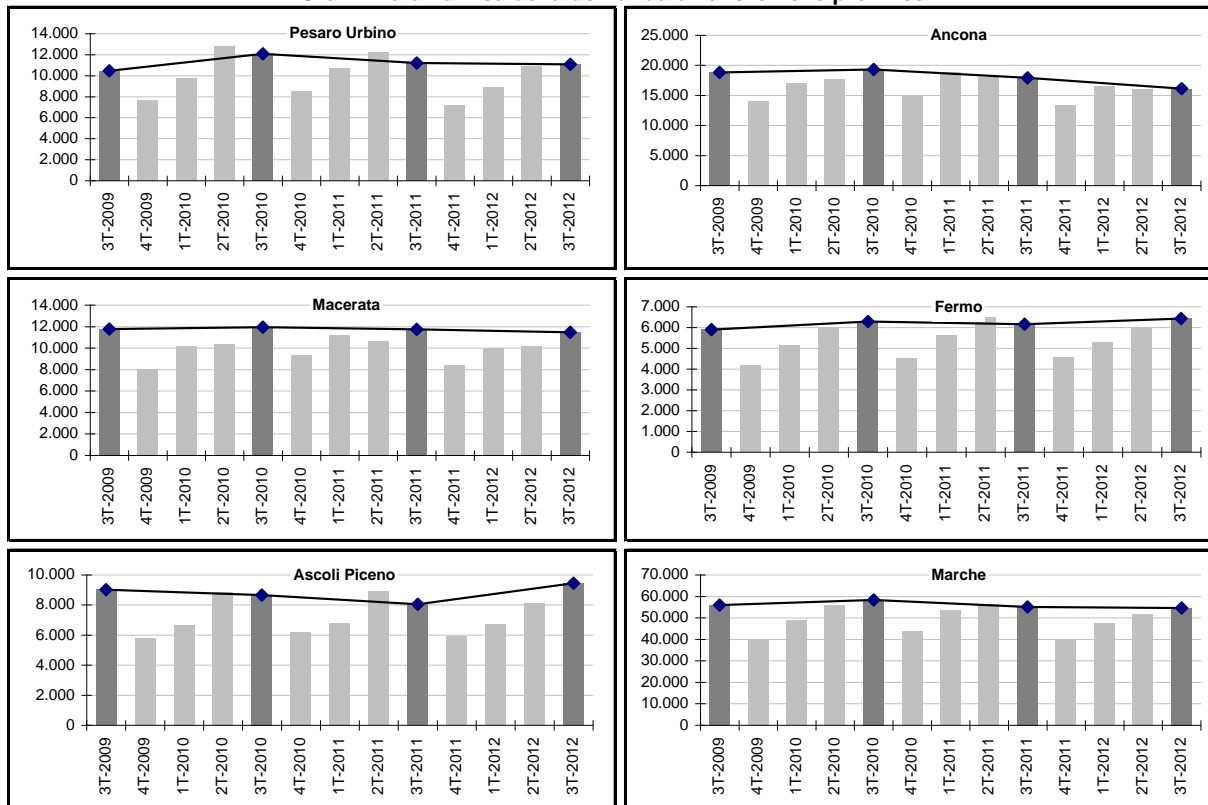 Pesaro Urbino
14.000
12.000
10.000
8.000
6.000
4.000
2.000
0
3T-2009
4T-2009
1T-2010
2T-2010
3T-2010
4T-2010
1T-2011
2T-2011
3T-2011
4T-2011
1T-2012
2T-2012
3T-2012
Ancona
25.000
20.000
15.000
10.000
5.000
0
3T-2009
4T-2009
1T-2010
2T-2010
3T-2010
4T-2010
1T-2011
2T-2011
3T-2011
4T-2011
1T-2012
2T-2012
3T-2012
Macerata
14.000
12.000
10.000
8.000
6.000
4.000
2.000
0
3T-2009
4T-2009
1T-2010
2T-2010
3T-2010
4T-2010
1T-2011
2T-2011
3T-2011
4T-2011
1T-2012
2T-2012
3T-2012
Fermo
7.000
6.000
5.000
4.000
3.000
2.000
1.000
0
3T-2009
4T-2009
1T-2010
2T-2010
3T-2010
4T-2010
1T-2011
2T-2011
3T-2011
4T-2011
1T-2012
2T-2012
3T-2012
Ascoli Piceno
10.000
8.000
6.000
4.000
2.000
0
3T-2009
4T-2009
1T-2010
2T-2010
3T-2010
4T-2010
1T-2011
2T-2011
3T-2011
4T-2011
1T-2012
2T-2012
3T-2012
Marche
70.000
60.000
50.000
40.000
30.000
20.000
10.000
0
3T-2009
4T-2009
1T-2010
2T-2010
3T-2010
4T-2010
1T-2011
2T-2011
3T-2011
4T-2011
1T-2012
2T-2012
3T-2012